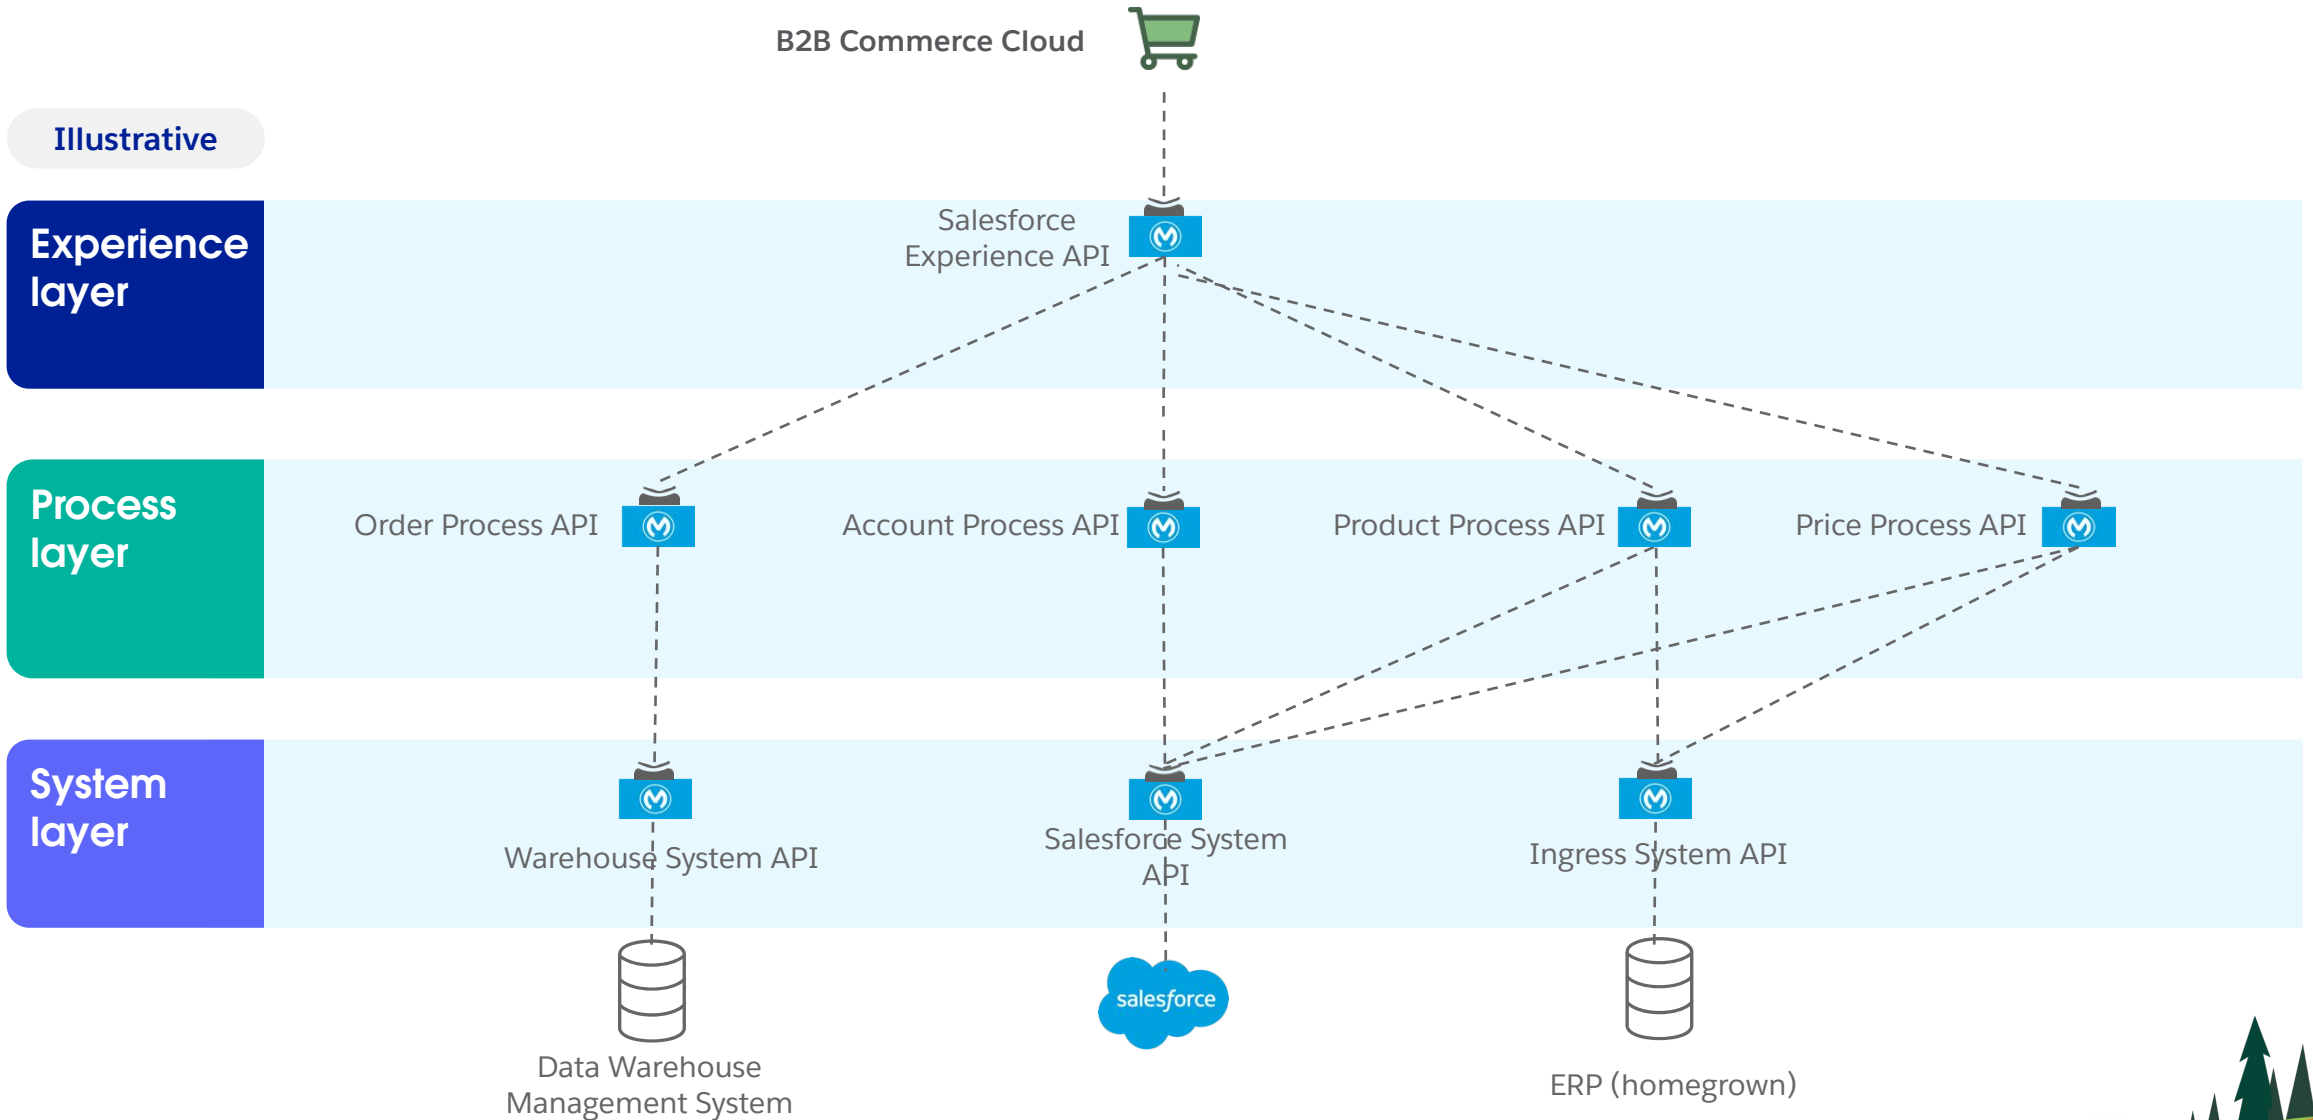 B2B Commerce Cloud
Illustrative
Experience
layer
Salesforce
Experience API
Process
layer
Order Process API
Account Process API
Product Process API
Price Process API
System
layer
Warehouse System API
Salesforce System
API
Ingress System API
salesforce
Data Warehouse
Management System
ERP (homegrown)